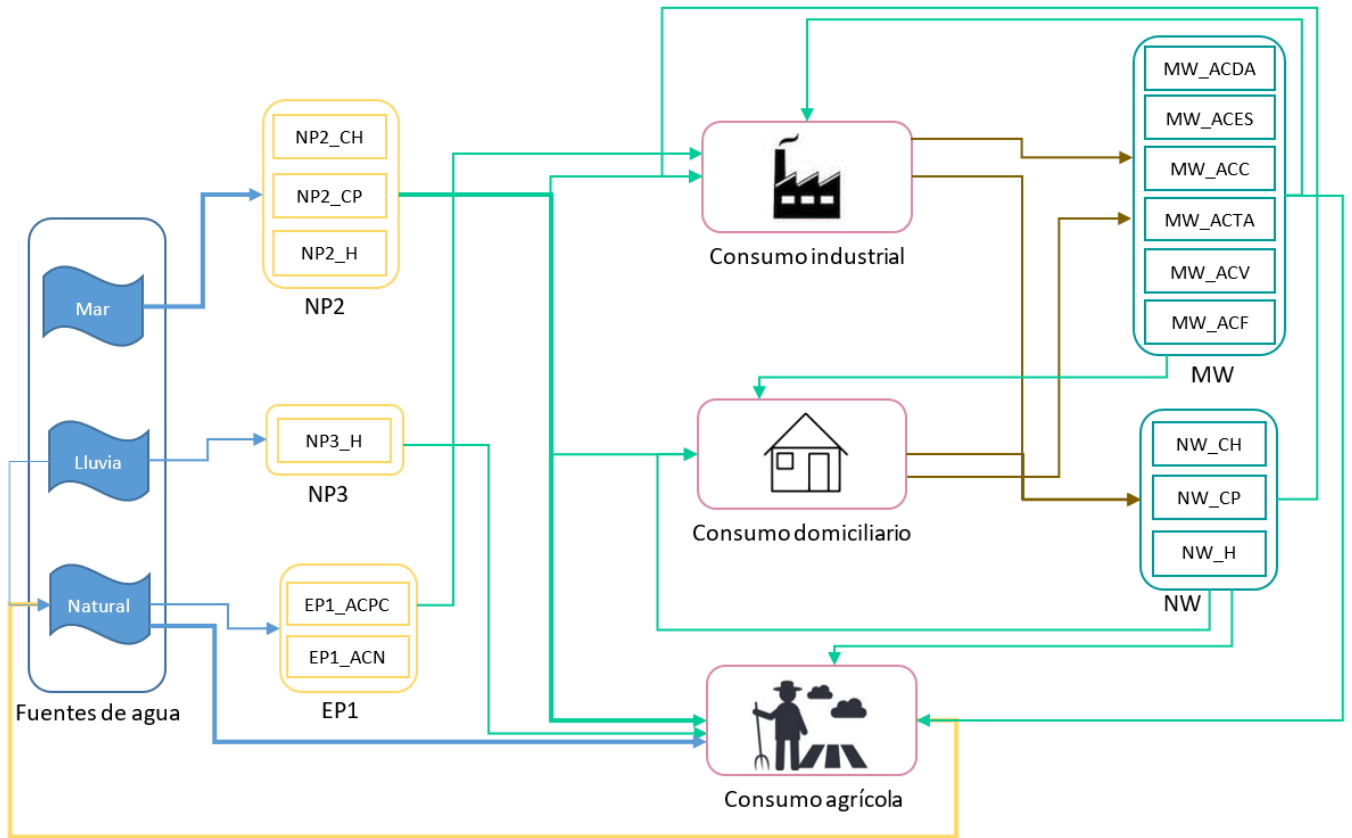 Mar
Lluvia
Natural
Fuentes de agua
NP2_CH
NP2_CP
NP2_H
NP2
NP3_H
NP3
EP1_ACPC
EP1_ACN
EP1
Consumo industrial
Consumo domiciliario
Consumo agrícola
MW_ACDA
MW_ACES
MW_ACC
MW_ACTA
MW_ACV
MW_ACF
MW
NW_CH
NW_CP
NW_H
NW